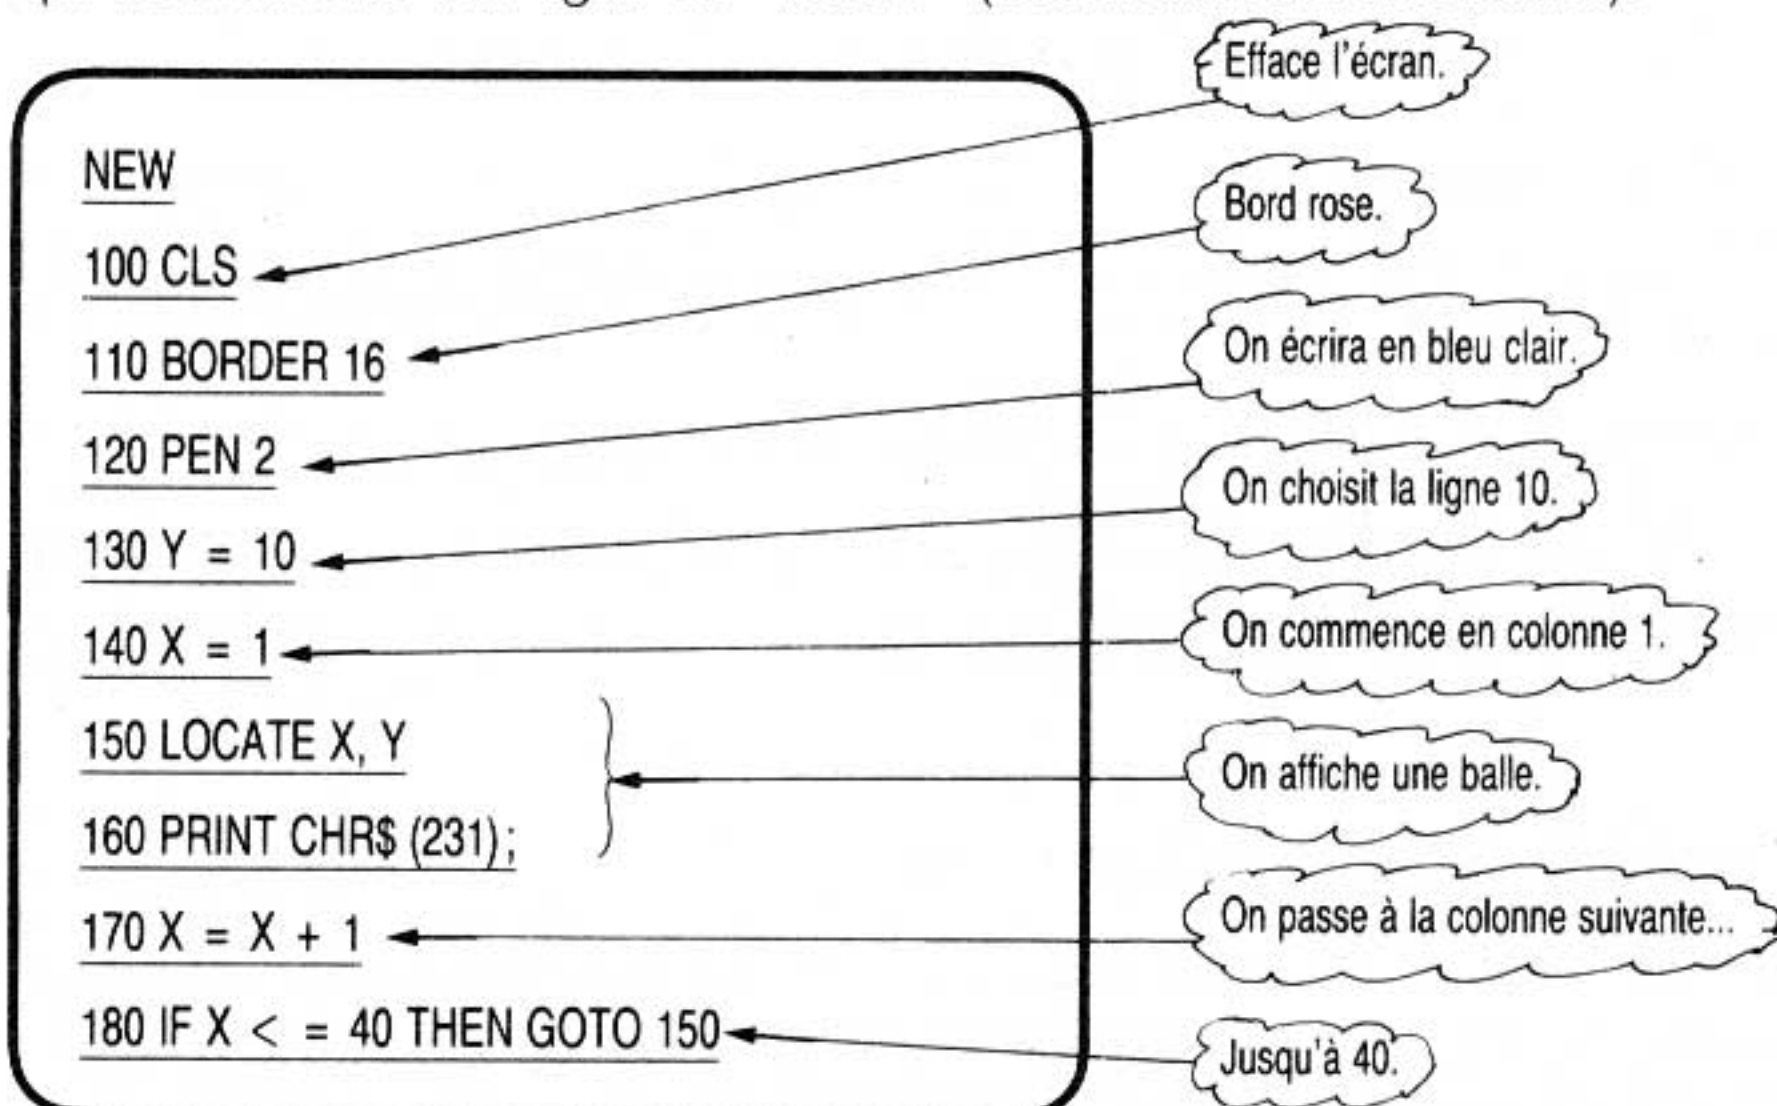 Efface l'écran.
NEW
Bord rose.
100 CLS
110 BORDER 16
On écrira en bleu clair.
120 PEN 2
On choisit la ligne 10.
130 Y = 10
On commence en colonne 1.
140 X = 1
150 LOCATE X, Y
On affiche une balle.
160 PRINT CHR$ (231);
170 X = X + 1
On passe à la colonne suivante...
180 IF X < = 40 THEN GOTO 150
Jusqu'à 40.